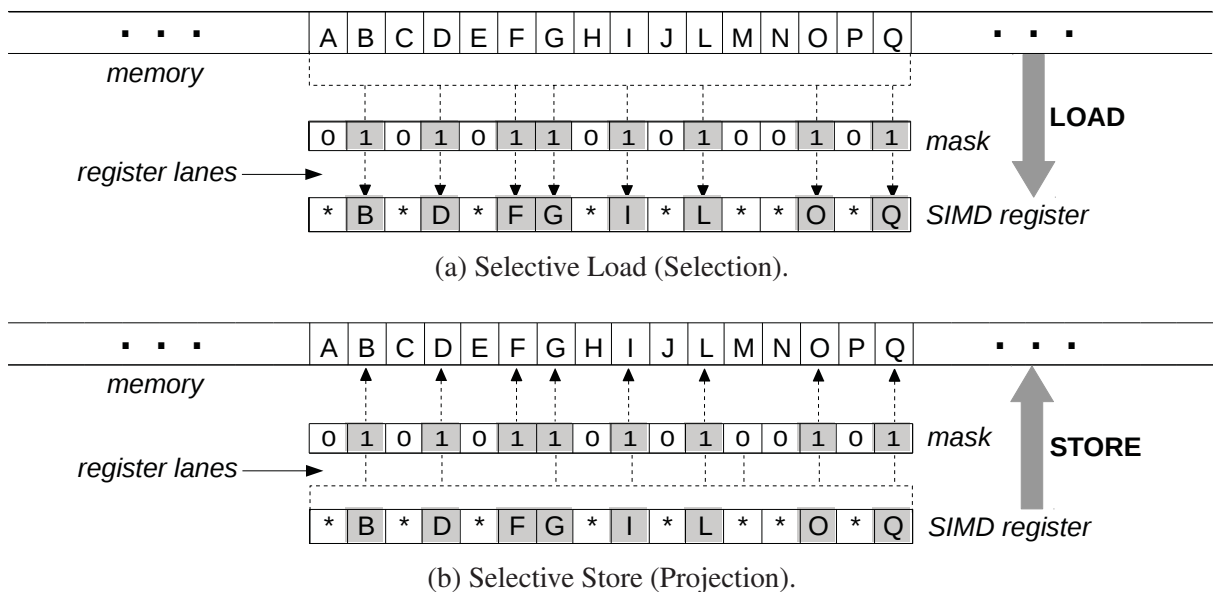 . . . A B C D E F G H I J L M N O P Q . . .
memory
LOAD
0 1 0 1 0 1 1 0 1 0 1 0 0 1 0 1 mask
register lanes
* B * D * F G * I * L * * O * Q SIMD register
(a) Selective Load (Selection).
. . . A B C D E F G H I J L M N O P Q . . .
memory
0 1 0 1 0 1 1 0 1 0 1 0 0 1 0 1 mask
STORE
register lanes
* B * D * F G * I * L * * O * Q SIMD register
(b) Selective Store (Projection).